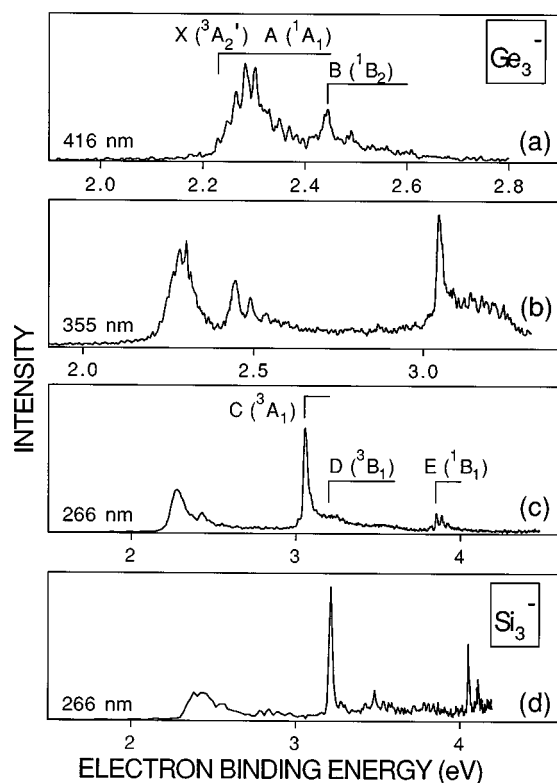 X (³A₂') A (¹A₁)
B (¹B₂)
Ge₃⁻
416 nm
(a)
2.0 2.2 2.4 2.6 2.8
355 nm
(b)
2.0 2.5 3.0
C (³A₁)
D (³B₁) E (¹B₁)
266 nm
(c)
2 3 4
Si₃⁻
266 nm
(d)
2 3 4
INTENSITY
ELECTRON BINDING ENERGY (eV)